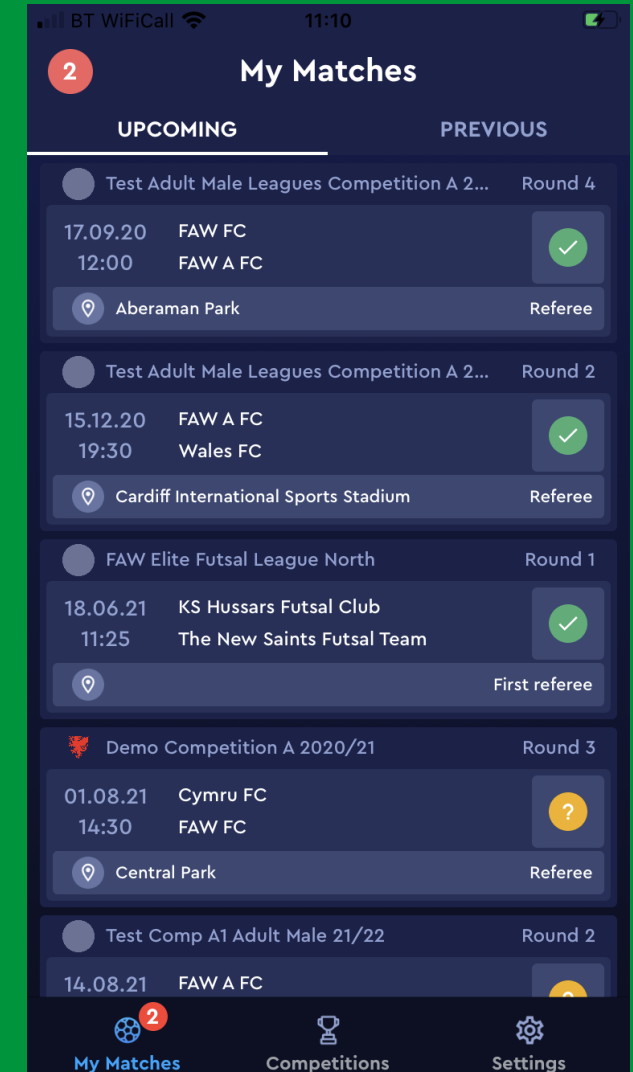 BT WiFiCall 11:10
2 My Matches
UPCOMING PREVIOUS
Test Adult Male Leagues Competition A 2... Round 4
17.09.20 FAW FC
12:00 FAW A FC
Aberaman Park Referee
Test Adult Male Leagues Competition A 2... Round 2
15.12.20 FAW A FC
19:30 Wales FC
Cardiff International Sports Stadium Referee
FAW Elite Futsal League North Round 1
18.06.21 KS Hussars Futsal Club
11:25 The New Saints Futsal Team
First referee
Demo Competition A 2020/21 Round 3
01.08.21 Cymru FC
14:30 FAW FC
?
Central Park Referee
Test Comp A1 Adult Male 21/22 Round 2
14.08.21 FAW A FC
?
2
My Matches Competitions Settings